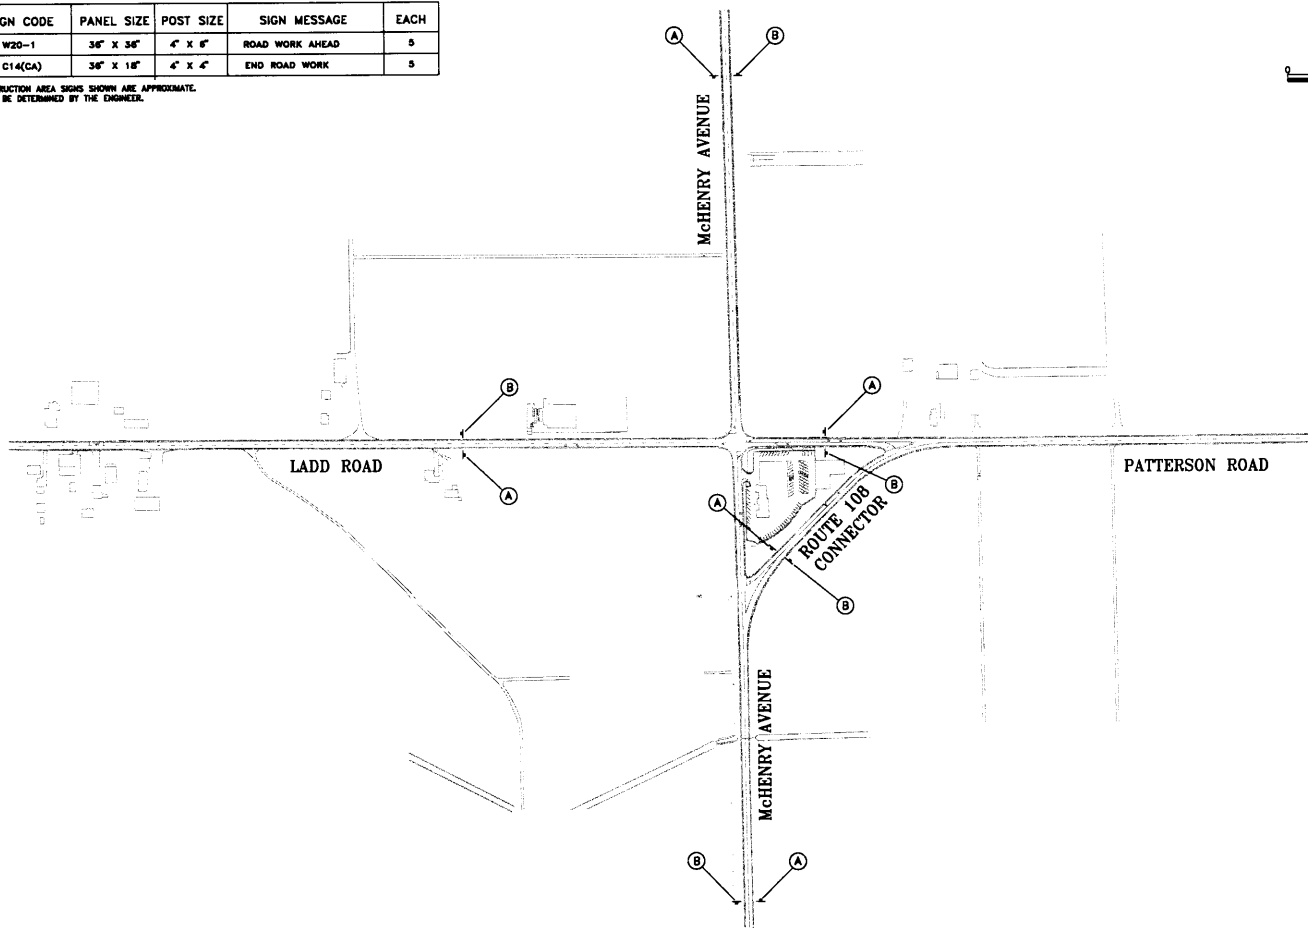 GN CODE PANEL SIZE POST SIZE SIGN MESSAGE EACH
W20-1 36" X 36" 4" X 6" ROAD WORK AHEAD 5
C14(CA) 36" X 18" 4" X 4" END ROAD WORK 5
RUCTION AREA SIGNS SHOWN ARE APPROXIMATE.
BE DETERMINED BY THE ENGINEER.
0
A
B
McHENRY AVENUE
B
A
LADD ROAD
A
A
B
PATTERSON ROAD
A
ROUTE 108
CONNECTOR
B
McHENRY AVENUE
B
A